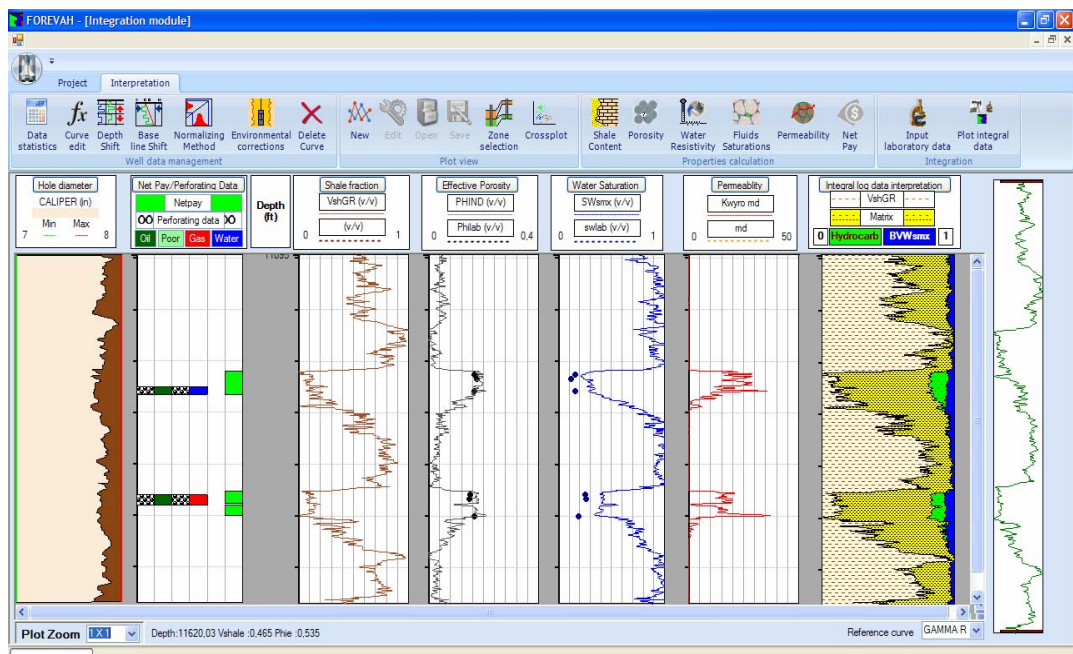 FOREVAH - [Integration module]
Project Interpretation
Data statistics Curve edit Depth Shift Base line Shift Normalizing Method Environmental corrections Delete Curve New Edit Open Save Zone selection Crossplot Shale Content Porosity Water Resistivity Fluids Saturations Permeability Net Pay Input laboratory data Plot integral data
Well data management Plot view Properties calculation Integration
Hole diameter
CALIPER (in)
Min Max
7 8
Net Pay/Perforating Data
Netpay
Perforating data
Oil Poor Gas Water
Depth
(ft)
Shale fraction
VshGR (v/v)
(v/v)
0 1
Effective Porosity
PHIND (v/v)
Philab (v/v)
0 0,4
Water Saturation
SWsmx (v/v)
swlab (v/v)
0 1
Permeablity
Kwyro md
md
0 50
Integral log data interpretation
VshGR
Matrix
0 Hydrocarb BVWsmx 1
11095
Plot Zoom 1 X 1 Depth:11620,03 Vshale :0,465 Phie :0,535 Reference curve GAMMA R